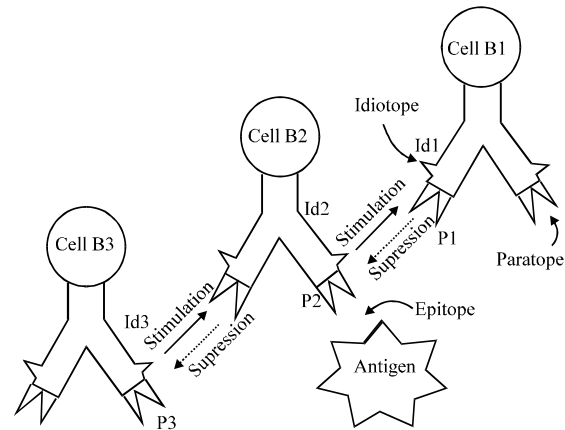 Cell B1
Idiotope
Cell B2
Id1
Id2
Stimulation
P1
Supression
Paratope
Cell B3
P2
Epitope
Id3
Stimulation
Supression
Antigen
P3